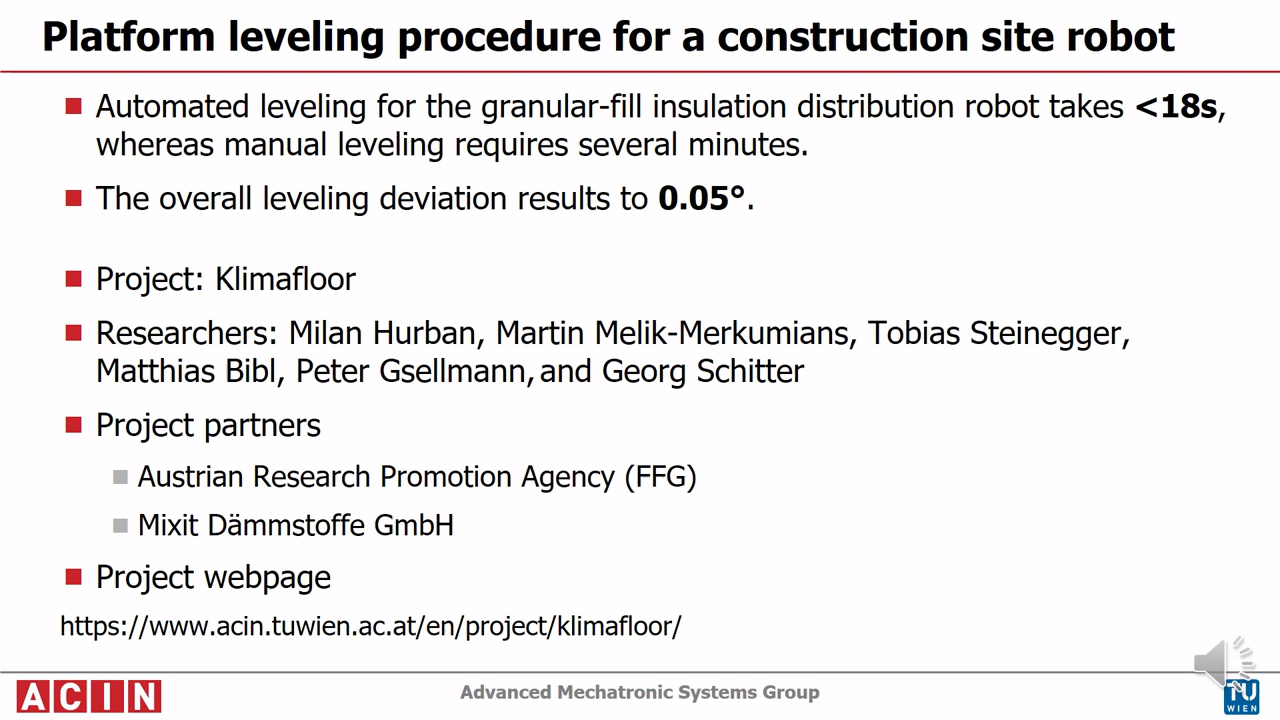 Platform leveling procedure for a construction site robot
Automated leveling for the granular-fill insulation distribution robot takes <18s,
whereas manual leveling requires several minutes.
The overall leveling deviation results to 0.05°.
Project: Klimafloor
Researchers: Milan Hurban, Martin Melik-Merkumians, Tobias Steinegger,
Matthias Bibl, Peter Gsellmann, and Georg Schitter
Project partners
Austrian Research Promotion Agency (FFG)
Mixit Dämmstoffe GmbH
Project webpage
https://www.acin.tuwien.ac.at/en/project/klimafloor/
ACIN
Advanced Mechatronic Systems Group
TU
WIEN